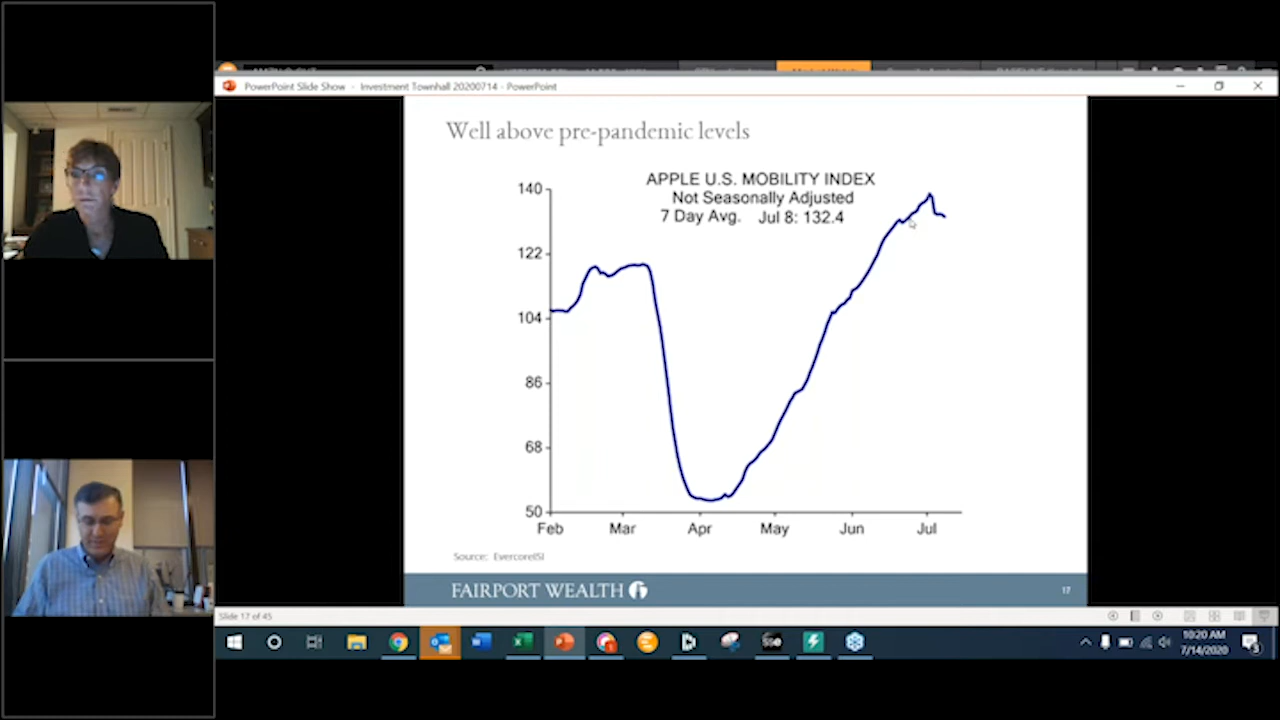 PowerPoint Slide Show - Investment Townhall 20200714 - PowerPoint
Well above pre-pandemic levels
APPLE U.S. MOBILITY INDEX
Not Seasonally Adjusted
7 Day Avg. Jul 8: 132.4
140
122
104
86
68
50
Feb Mar Apr May Jun Jul
Source: EvercoreISI
FAIRPORT WEALTH
17
Slide 17 of 45
10:20 AM
7/14/2020